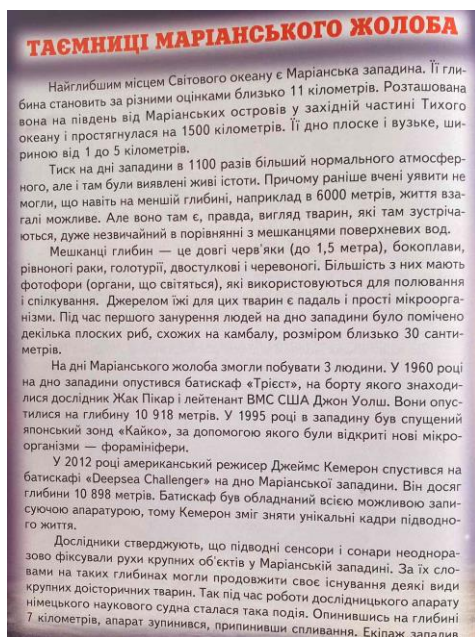 ТАЄМНИЦІ МАРІАНСЬКОГО ЖОЛОБА
Найглибшим місцем Світового океану є Маріанська западина. Її гли-
бина становить за різними оцінками близько 11 кілометрів. Розташована
вона на південь від Маріанських островів у західній частині Тихого
океану і простягнулася на 1500 кілометрів. Її дно плоске і вузьке, ши-
риною від 1 до 5 кілометрів.
Тиск на дні западини в 1100 разів більший нормального атмосфер-
ного, але і там були виявлені живі істоти. Причому раніше вчені уявити не
могли, що навіть на меншій глибині, наприклад в 6000 метрів, життя вза-
галі можливе. Але воно там є, правда, вигляд тварин, які там зустріча-
ються, дуже незвичайний в порівнянні з мешканцями поверхневих вод.
Мешканці глибин — це довгі черв'яки (до 1,5 метра), бокоплави,
рівноногі раки, голотурії, двостулкові і черевоногі. Більшість з них мають
фотофори (органи, що світяться), які використовуються для полювання
і спілкування. Джерелом їжі для цих тварин є падаль і прості мікроорга-
нізми. Під час першого занурення людей на дно западини було помічено
декілька плоских риб, схожих на камбалу, розміром близько 30 санти-
метрів.
На дні Маріанського жолоба змогли побувати 3 людини. У 1960 році
на дно западини опустився батискаф «Трієст», на борту якого знаходи-
лися дослідник Жак Пікар і лейтенант ВМС США Джон Уолш. Вони опус-
тилися на глибину 10 918 метрів. У 1995 році в западину був спущений
японський зонд «Кайко», за допомогою якого були відкриті нові мікро-
організми — форамініфери.
У 2012 році американський режисер Джеймс Кемерон спустився на
батискафі «Deepsea Challenger» на дно Маріанської западини. Він досяг
глибини 10 898 метрів. Батискаф був обладнаний всією можливою запи-
суючою апаратурою, тому Кемерон зміг зняти унікальні кадри підводно-
го життя.
Дослідники стверджують, що підводні сенсори і сонари неоднора-
зово фіксували рухи крупних об'єктів у Маріанській западині. За їх сло-
вами на таких глибинах могли продовжити своє існування деякі види
крупних доісторичних тварин. Так під час роботи дослідницького апарату
німецького наукового судна сталася така подія. Опинившись на глибині
7 кілометрів, апарат зупинився, припинивши спливання. Екіпаж западив